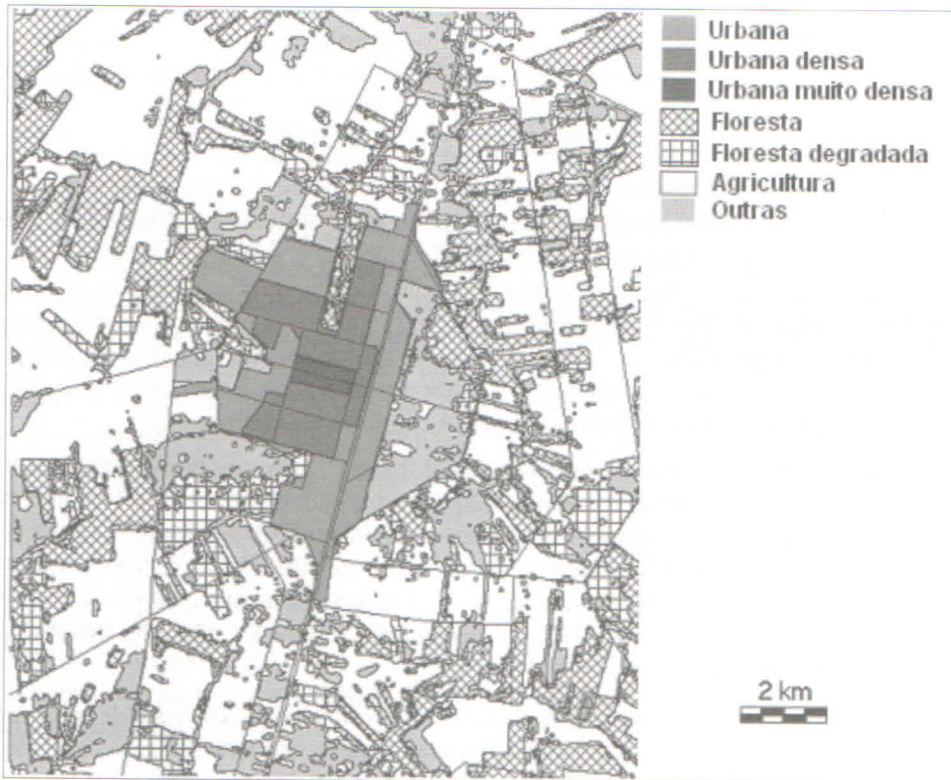 Urbana
Urbana densa
Urbana muito densa
Floresta
Floresta degradada
Agricultura
Outras
2 km